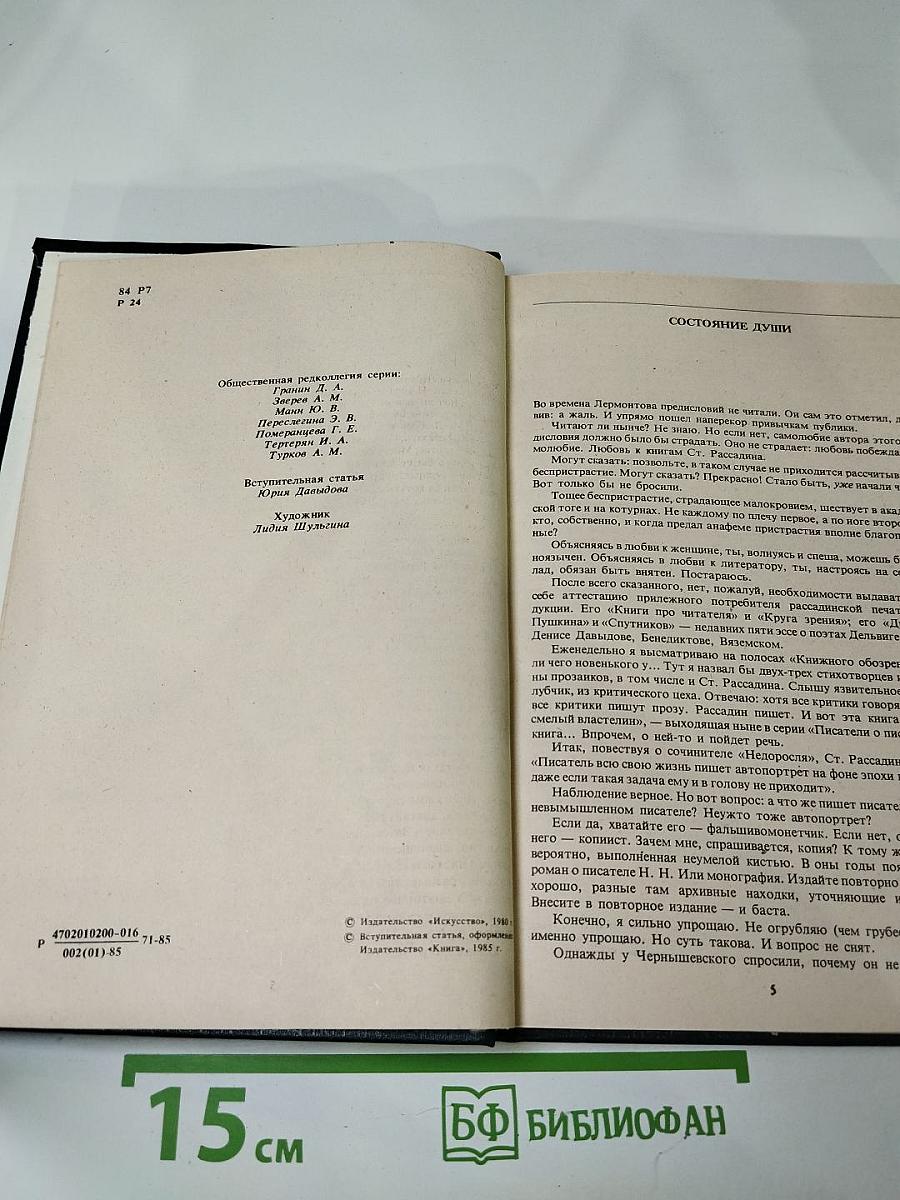 84 Р7
Р 24
Общественная редколлегия серии:
Гранин Д. А.
Зверев А. М.
Манн Ю. В.
Переслегина Э. В.
Померанцева Г. Е.
Тертерян И. А.
Турков А. М.
Вступительная статья
Юрия Давыдова
Художник
Лидия Шульгина
Р 4702010200-016 71-85
002(01)-85
© Издательство «Искусство», 1980 г
© Вступительная статья, оформлен
Издательство «Книга», 1985 г.
2
СОСТОЯНИЕ ДУШИ
Во времена Лермонтова предисловий не читали. Он сам это отметил, д
вив: а жаль. И упрямо пошел наперекор привычкам публики.
Читают ли нынче? Не знаю. Но если нет, самолюбие автора этого
дисловия должно было бы страдать. Оно не страдает: любовь побежда
молюбие. Любовь к книгам Ст. Рассадина.
Могут сказать: позвольте, в таком случае не приходится рассчитыв
беспристрастие. Могут сказать? Прекрасно! Стало быть, уже начали ч
Вот только бы не бросили.
Тощее беспристрастие, страдающее малокровием, шествует в акад
ской тоге и на котурнах. Не каждому по плечу первое, а по ноге второ
кто, собственно, и когда предал анафеме пристрастия вполне благоп
ные?
Объясняясь в любви к женщине, ты, волнуясь и спеша, можешь б
ноязычен. Объясняясь в любви к литератору, ты, настроясь на се
лад, обязан быть внятен. Постараюсь.
После всего сказанного, нет, пожалуй, необходимости выдават
себе аттестацию прилежного потребителя рассадинской печат
дукции. Его «Книги про читателя» и «Круга зрения»; его «Д
Пушкина» и «Спутников» — недавних пяти эссе о поэтах Дельвиге
Денисе Давыдове, Бенедиктове, Вяземском.
Еженедельно я высматриваю на полосах «Книжного обозрен
ли чего новенького у... Тут я назвал бы двух-трех стихотворцев и
ны прозаиков, в том числе и Ст. Рассадина. Слышу язвительное
лубчик, из критического цеха. Отвечаю: хотя все критики говоря
все критики пишут прозу. Рассадин пишет. И вот эта книга
смелый властелин», — выходящая ныне в серии «Писатели о пис
книга... Впрочем, о ней-то и пойдет речь.
Итак, повествуя о сочинителе «Недоросля», Ст. Рассадин
«Писатель всю свою жизнь пишет автопортрет на фоне эпохи и
даже если такая задача ему и в голову не приходит».
Наблюдение верное. Но вот вопрос: а что же пишет писате
невымышленном писателе? Неужто тоже автопортрет?
Если да, хватайте его — фальшивомонетчик. Если нет, о
него — копиист. Зачем мне, спрашивается, копия? К тому ж
вероятно, выполненная неумелой кистью. В оны годы поя
роман о писателе Н. Н. Или монография. Издайте повторно
хорошо, разные там архивные находки, уточняющие и
Внесите в повторное издание — и баста.
Конечно, я сильно упрощаю. Не огрубляю (чем грубе
именно упрощаю. Но суть такова. И вопрос не снят.
Однажды у Чернышевского спросили, почему он не
5
15 см
БФ БИБЛИОФАН